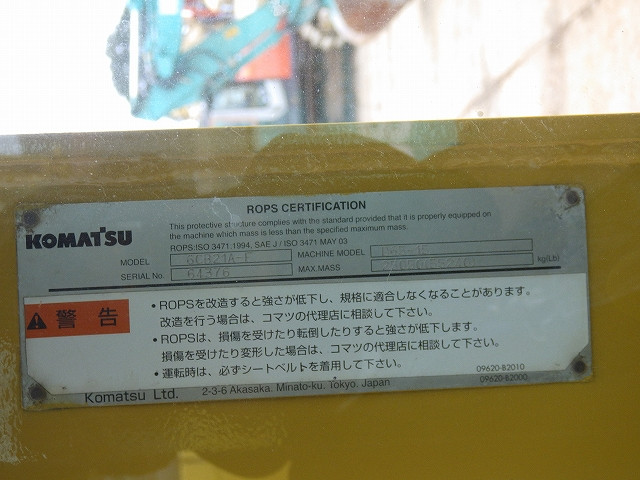 ROPS CERTIFICATION
KOMATSU
This protective structure complies with the standard provided that it is properly equipped on
the machine which mass is less than the specified maximum mass.
ROPS:ISO 3471:1994, SAE J / ISO 3471 MAY 03
MODEL MACHINE MODEL
SERIAL No. 64376 MAX.MASS kg(Lb)
警告
・ROPSを改造すると強さが低下し、規格に適合しなくなることがあります。
改造を行う場合は、コマツの代理店に相談して下さい。
・ROPSは、損傷を受けたり転倒したりすると強さが低下します。
損傷を受けたり変形した場合は、コマツの代理店に相談して下さい。
・運転時は、必ずシートベルトを着用して下さい。
09620-B2010
09620-B2000
Komatsu Ltd. 2-3-6 Akasaka. Minato-ku. Tokyo. Japan